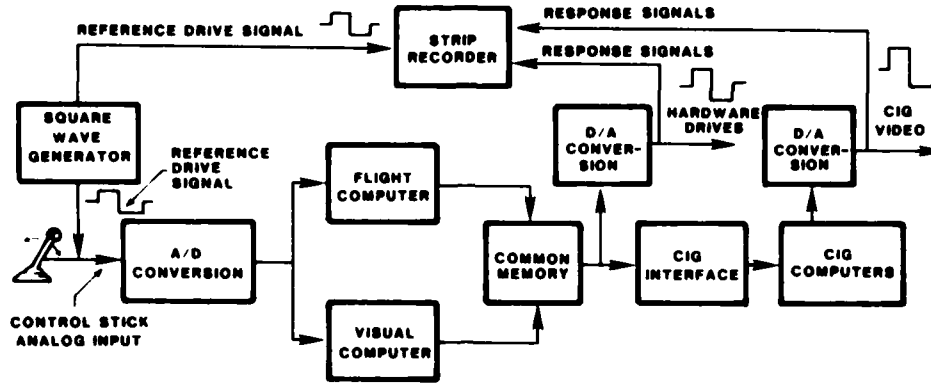 REFERENCE DRIVE SIGNAL
STRIP
RECORDER
RESPONSE SIGNALS
RESPONSE SIGNALS
SQUARE
WAVE
GENERATOR
REFERENCE
DRIVE
SIGNAL
FLIGHT
COMPUTER
D/A
CONVER-
SION
HARDWARE
DRIVES
D/A
CONVER-
SION
CIG
VIDEO
A/D
CONVERSION
COMMON
MEMORY
CIG
INTERFACE
CIG
COMPUTERS
CONTROL STICK
ANALOG INPUT
VISUAL
COMPUTER